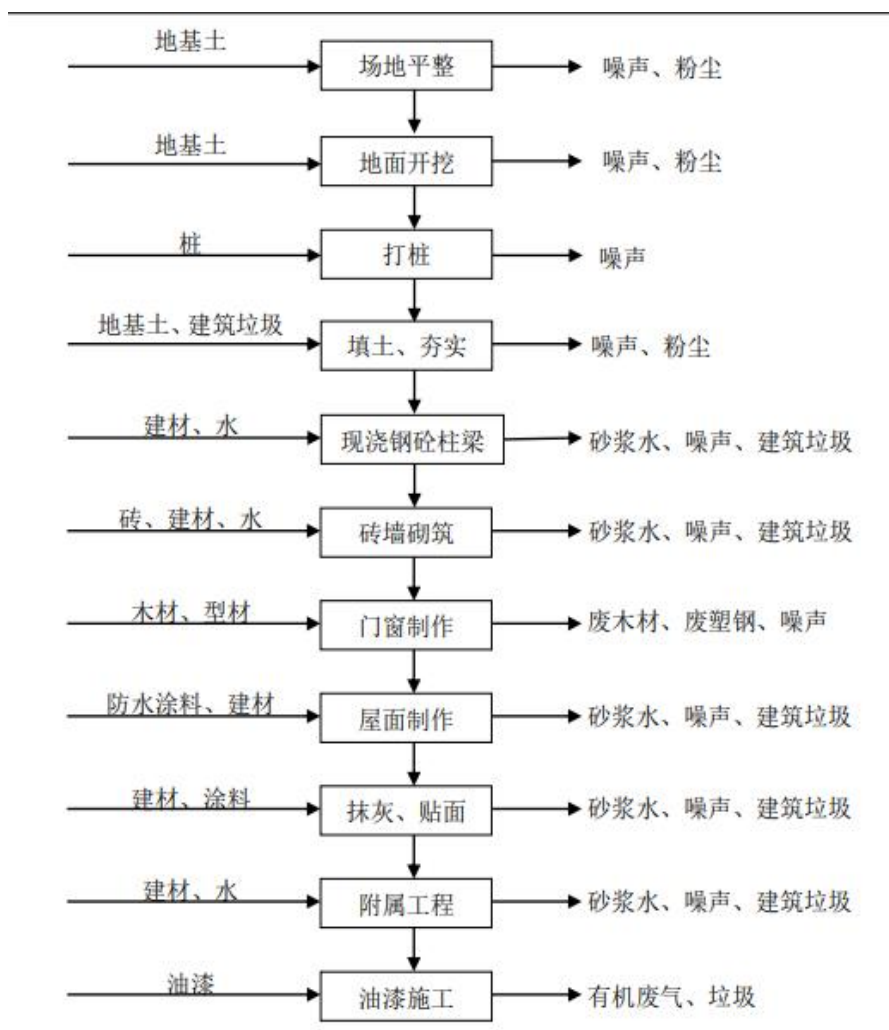 地基土
场地平整
噪声、粉尘
地基土
地面开挖
噪声、粉尘
桩
打桩
噪声
地基土、建筑垃圾
填土、夯实
噪声、粉尘
建材、水
现浇钢砼柱梁
砂浆水、噪声、建筑垃圾
砖、建材、水
砖墙砌筑
砂浆水、噪声、建筑垃圾
木材、型材
门窗制作
废木材、废塑钢、噪声
防水涂料、建材
屋面制作
砂浆水、噪声、建筑垃圾
建材、涂料
抹灰、贴面
砂浆水、噪声、建筑垃圾
建材、水
附属工程
砂浆水、噪声、建筑垃圾
油漆
油漆施工
有机废气、垃圾